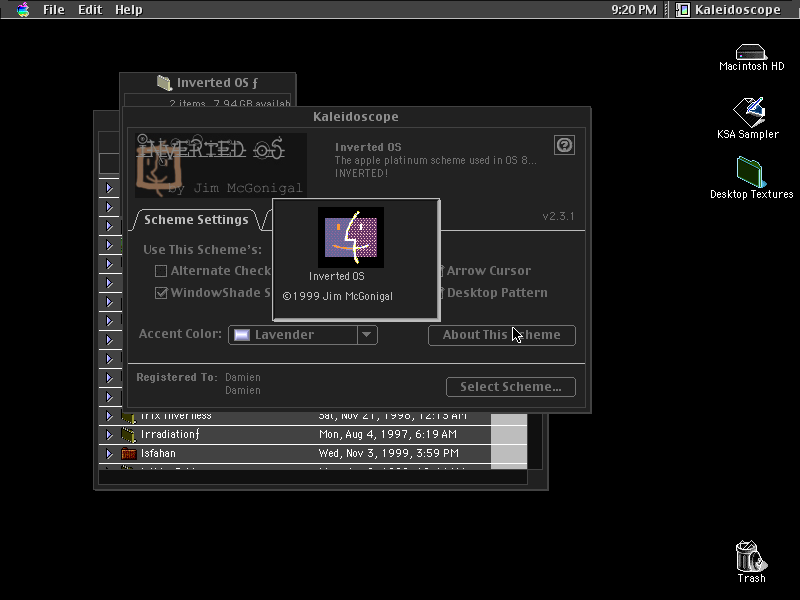 File Edit Help
9:20 PM
Kaleidoscope
Macintosh HD
KSA Sampler
Desktop Textures
Trash
Inverted OS ƒ
2 items, 7.94 GB availab
Kaleidoscope
INVERTED OS
by Jim McGonigal
Inverted OS
The apple platinum scheme used in OS 8...
INVERTED!
v2.3.1
Scheme Settings
Use This Scheme's:
Alternate Check
Arrow Cursor
WindowShade S
Desktop Pattern
Inverted OS
©1999 Jim McGonigal
Accent Color: Lavender
About This Scheme
Registered To: Damien
Damien
Select Scheme...
Irix Inverness Sat, Nov 21, 1998, 12:13 AM
Irradiationƒ Mon, Aug 4, 1997, 6:19 AM
Isfahan Wed, Nov 3, 1999, 3:59 PM